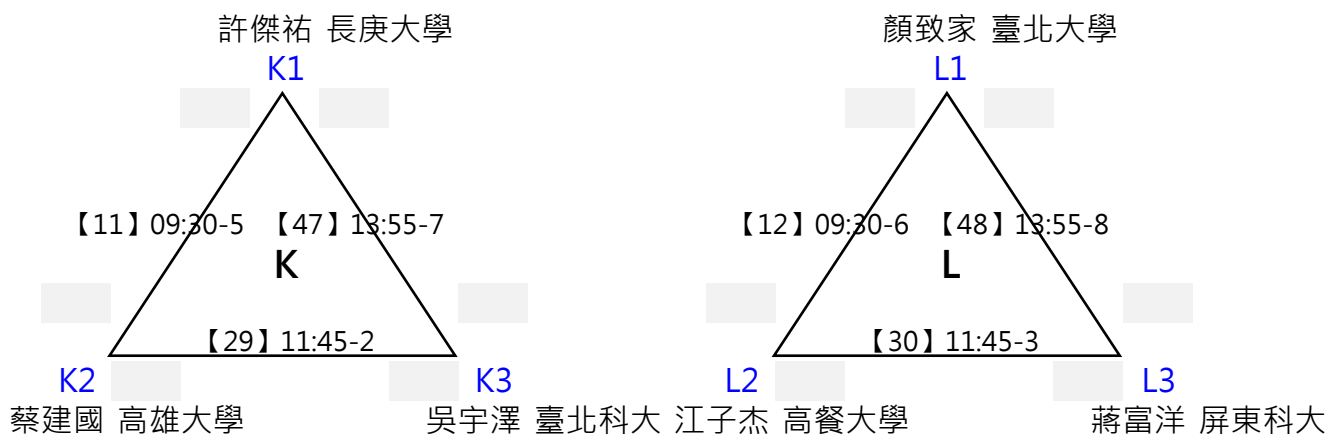 許傑祐 長庚大學
K1
【11】09:30-5 【47】13:55-7
K
【29】11:45-2
K2
K3
蔡建國 高雄大學
吳宇澤 臺北科大
顏致家 臺北大學
L1
【12】09:30-6 【48】13:55-8
L
【30】11:45-3
L2
L3
江子杰 高餐大學
蔣富洋 屏東科大